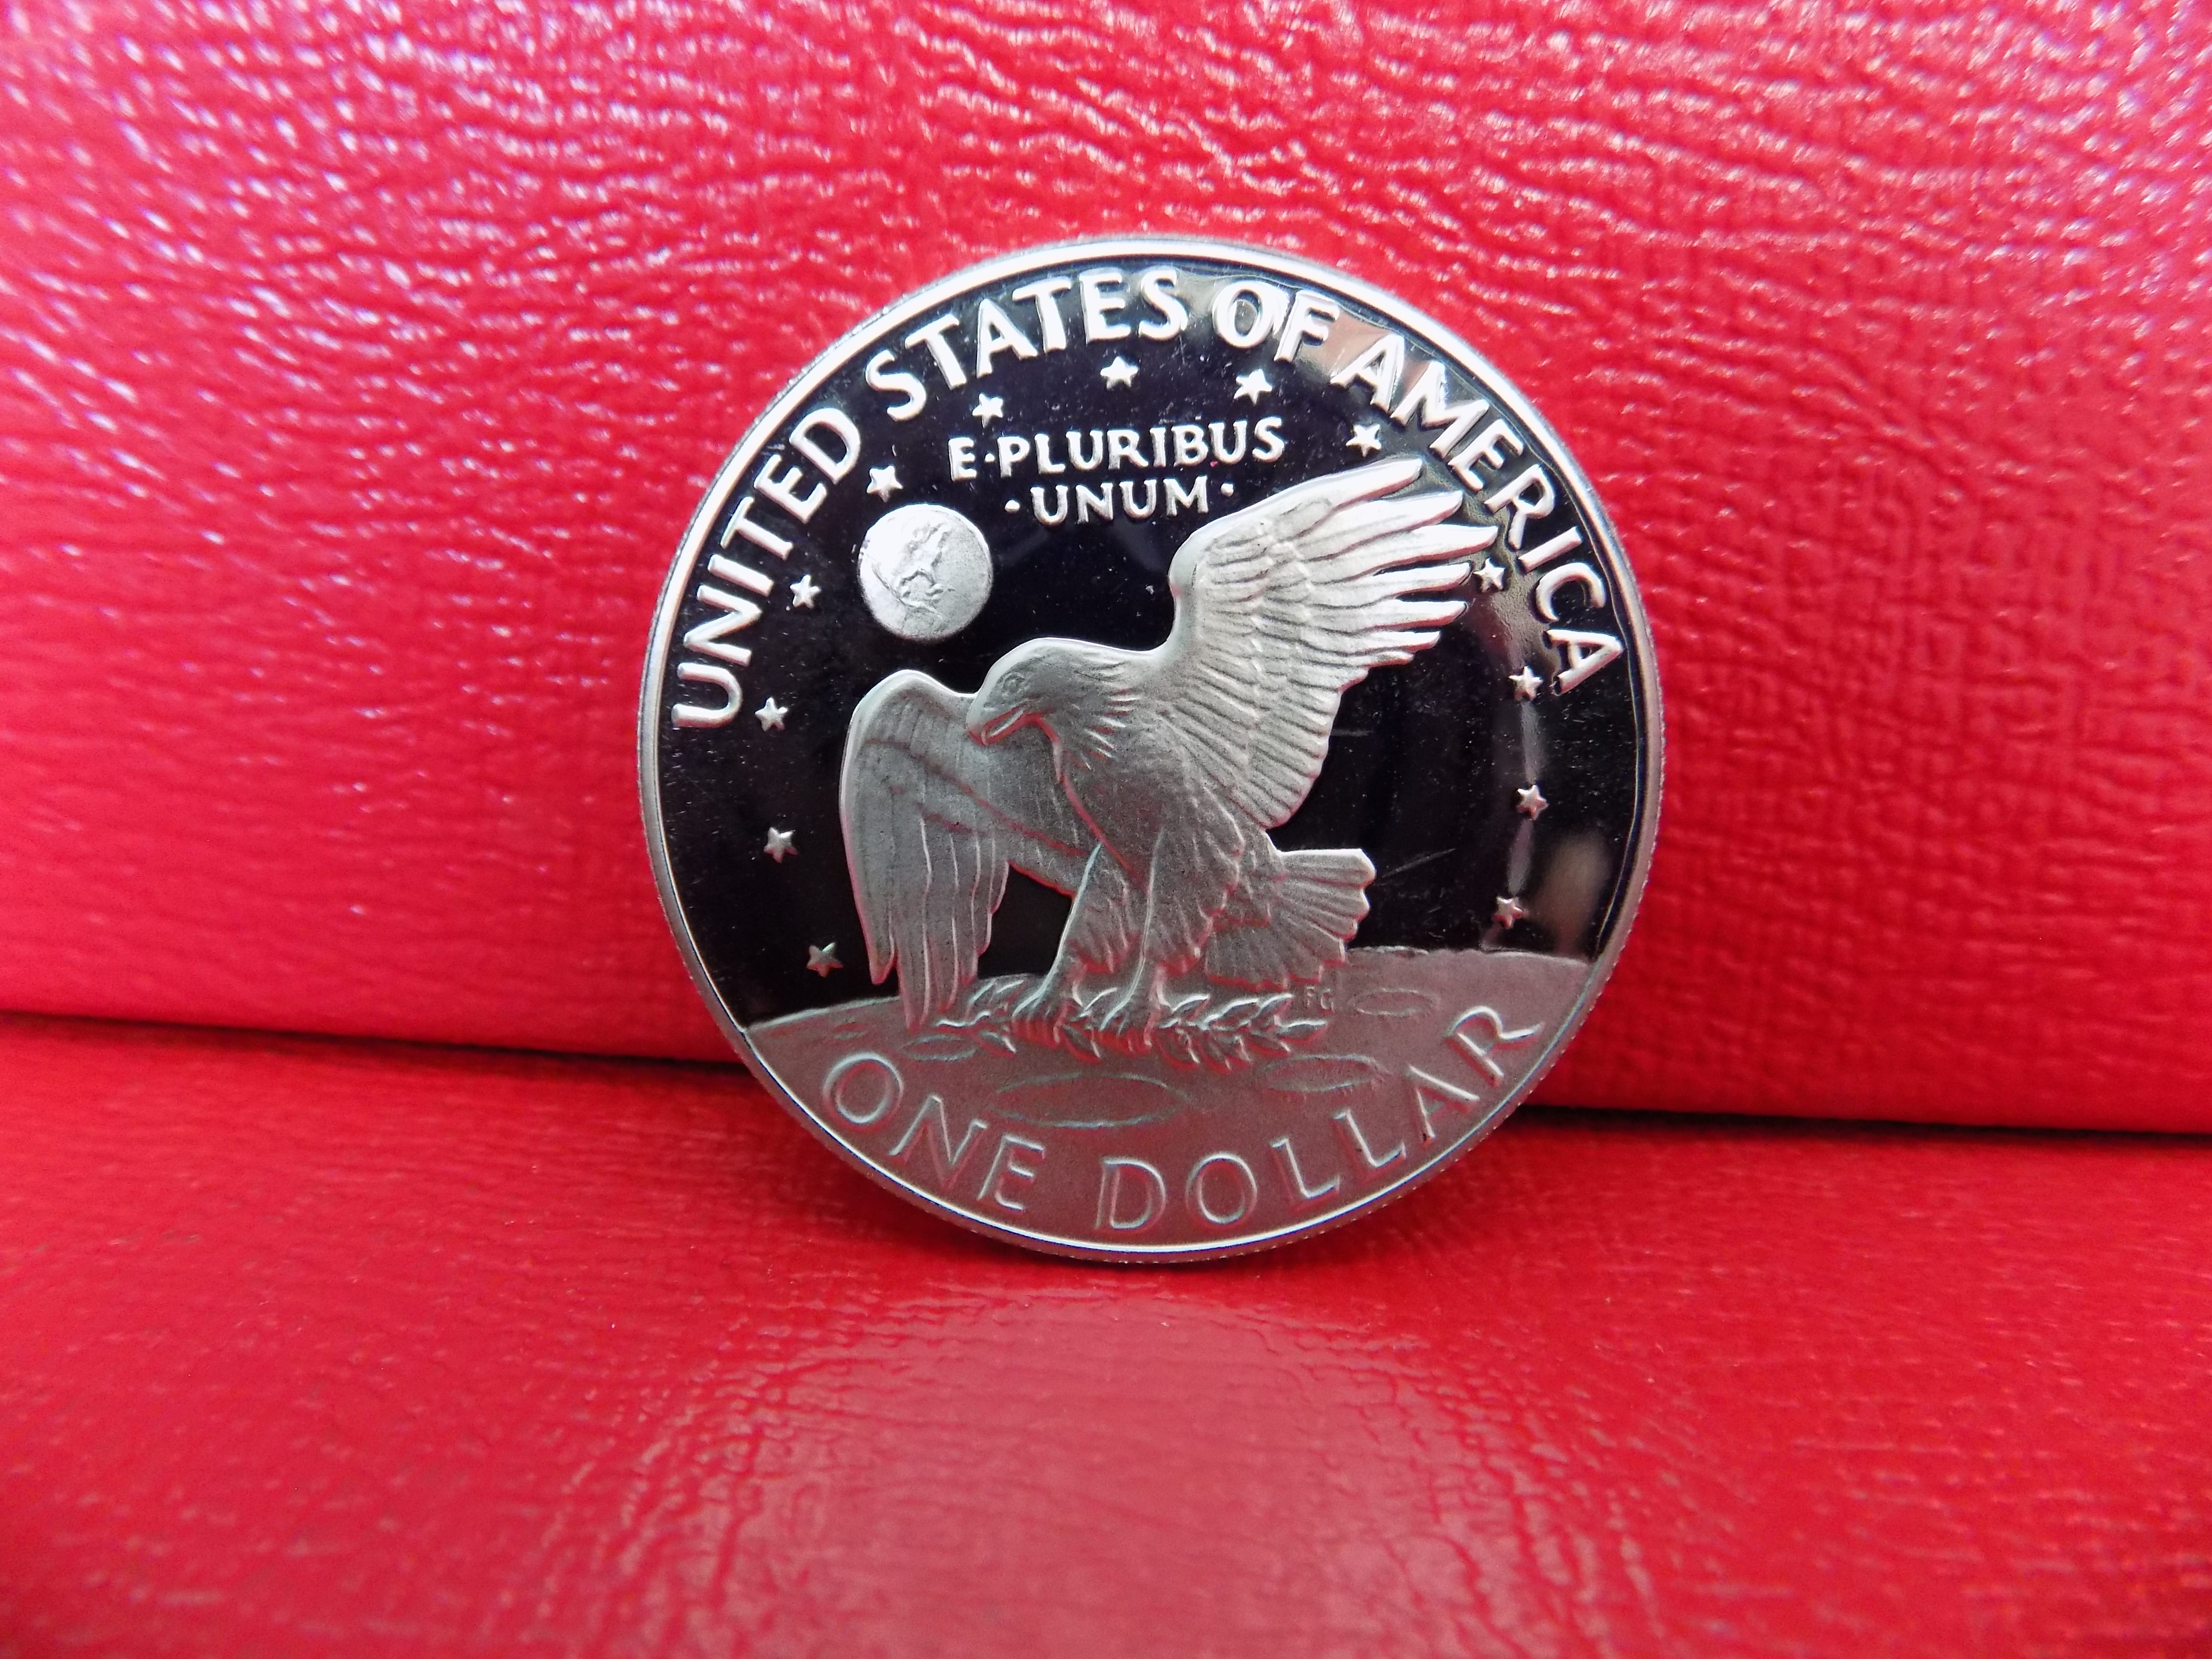 UNITED STATES OF AMERICA
E·PLURIBUS
·UNUM·
FG
ONE DOLLAR